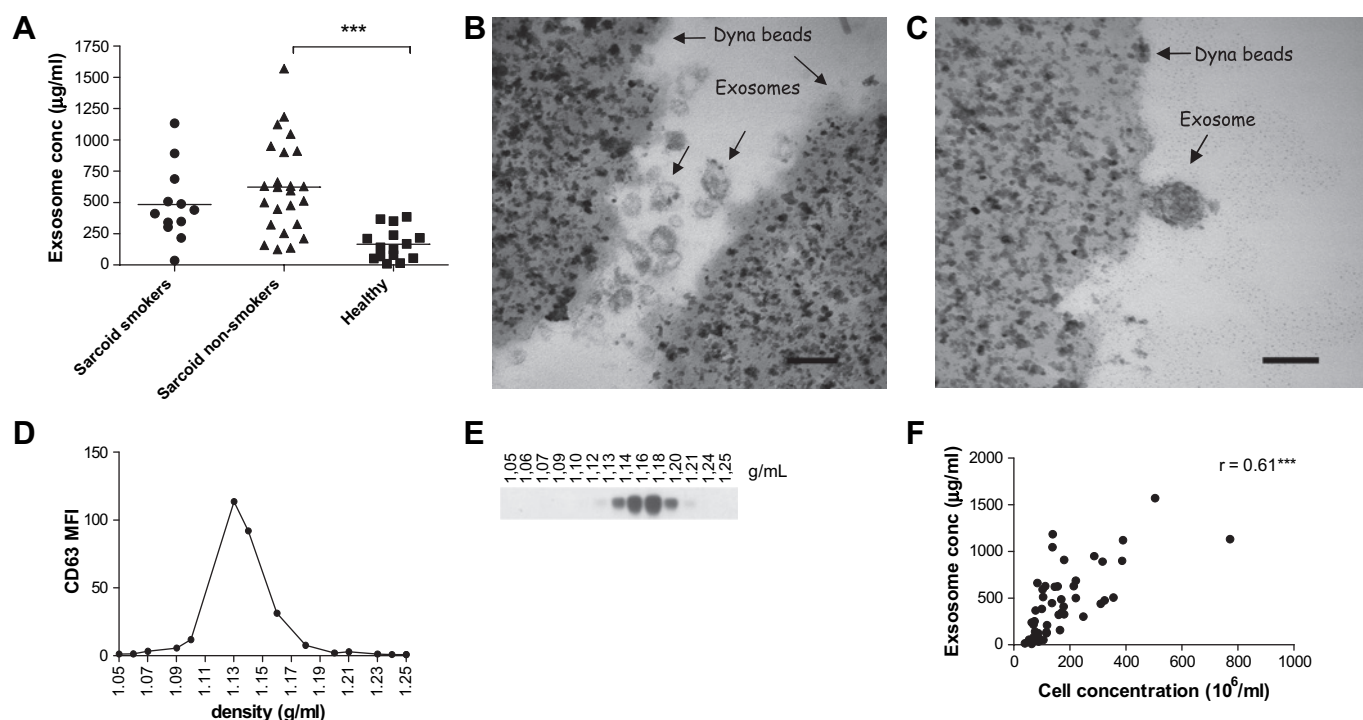 A
***
Exsosome conc (µg/ml)
1750
1500
1250
1000
750
500
250
0
Sarcoid smokers
Sarcoid non-smokers
Healthy
B
Dyna beads
Exosomes
C
Dyna beads
Exosome
D
CD63 MFI
150
100
50
0
1.05
1.07
1.09
1.11
1.13
1.15
1.17
1.19
1.21
1.23
1.25
density (g/ml)
E
1,05
1,06
1,07
1,09
1,10
1,12
1,13
1,14
1,16
1,18
1,20
1.21
1,24
1,25
g/mL
F
r = 0.61***
Exsosome conc (µg/ml)
2000
1500
1000
500
0
0 200 400 600 800 1000
Cell concentration (10⁶/ml)